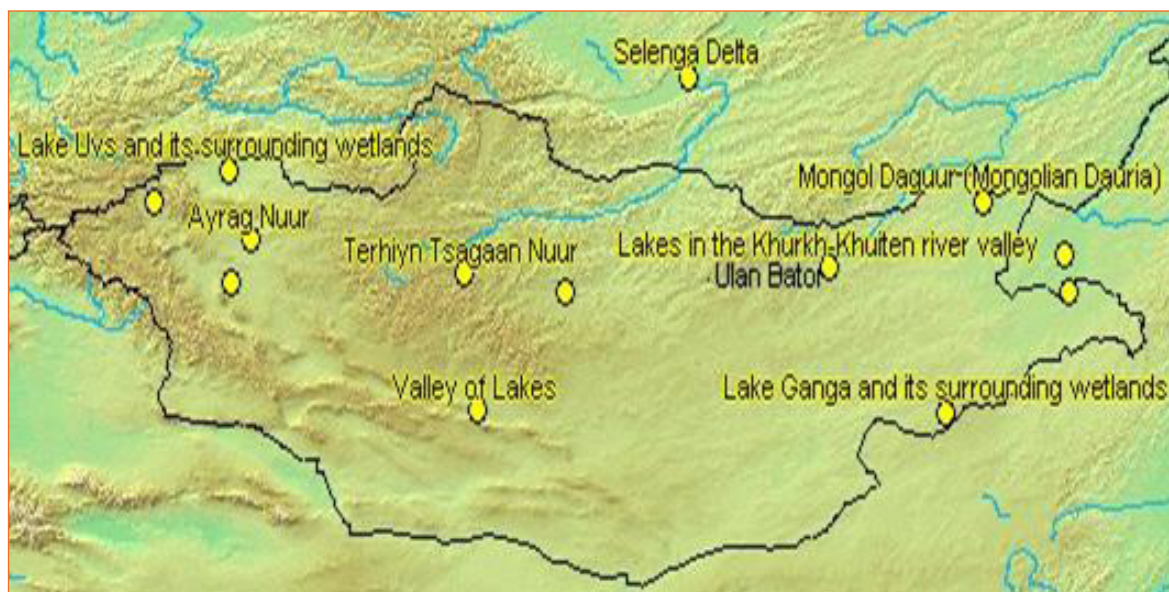 Selenga Delta
Lake Uvs and its surrounding wetlands
Mongol Daguur (Mongolian Dauria)
Ayrag Nuur
Terhiyn Tsagaan Nuur
Lakes in the Khurkh-Khuiten river valley
Ulan Bator
Valley of Lakes
Lake Ganga and its surrounding wetlands